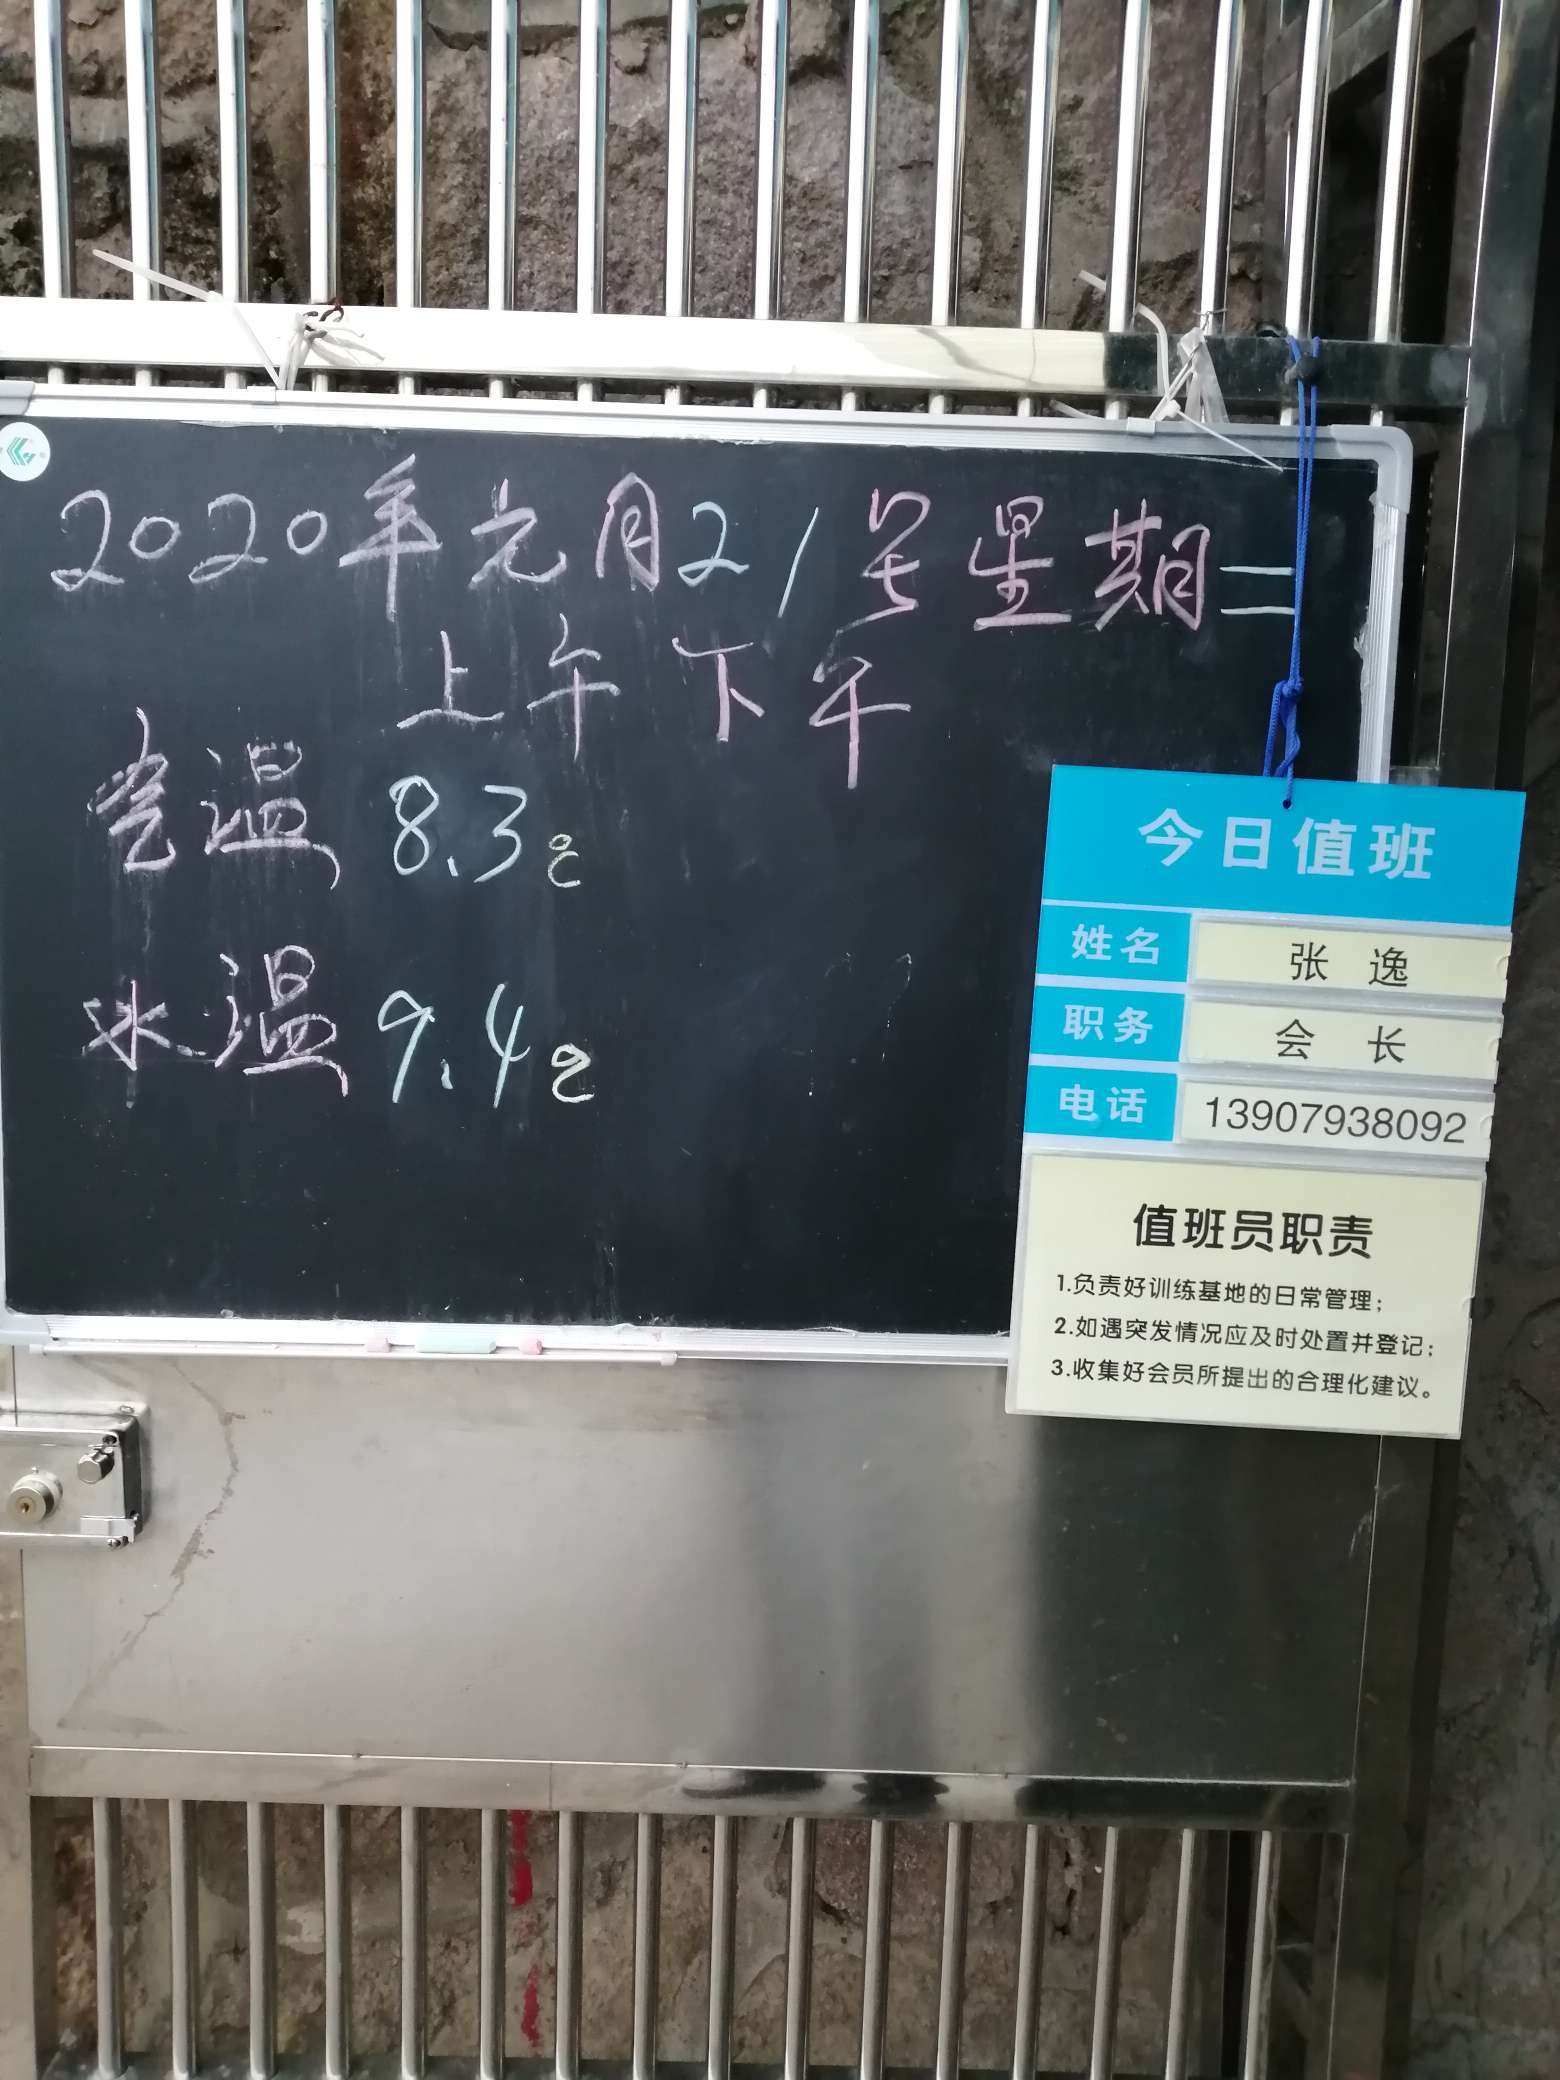 2020年元月21号星期二
上午 下午
气温 8.3℃
水温 9.4℃
今日值班
姓名 张 逸
职务 会 长
电话 13907938092
值班员职责
1.负责好训练基地的日常管理；
2.如遇突发情况应及时处置并登记；
3.收集好会员所提出的合理化建议。